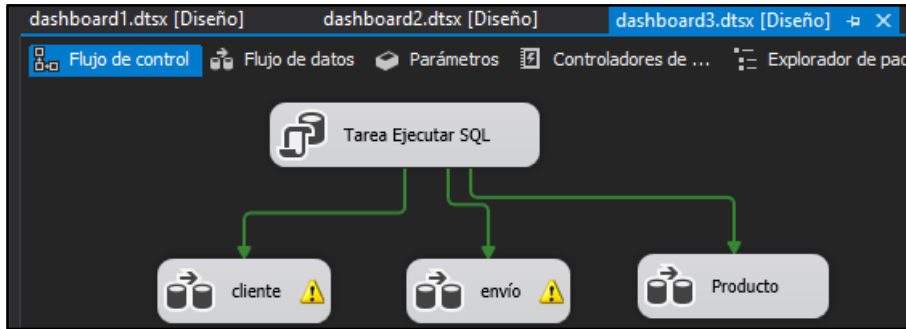 dashboard1.dtsx [Diseño] dashboard2.dtsx [Diseño] dashboard3.dtsx [Diseño]
Flujo de control Flujo de datos Parámetros Controladores de ... Explorador de pac
Tarea Ejecutar SQL
cliente envío Producto